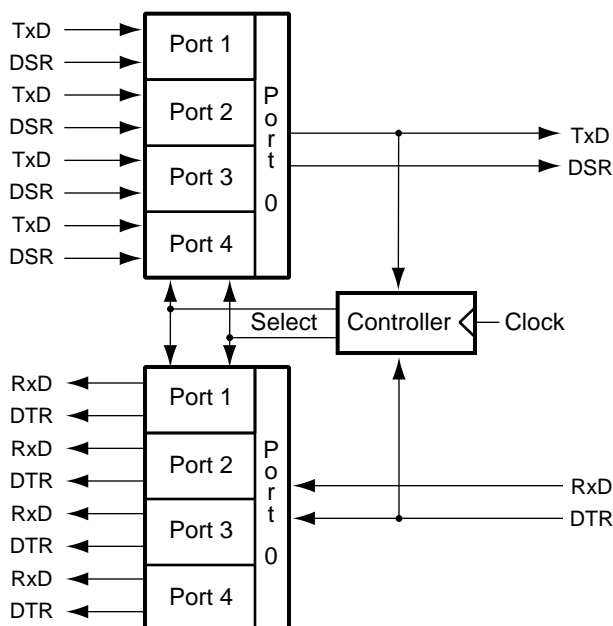 TxD
DSR
TxD
DSR
TxD
DSR
TxD
DSR
Port 1
Port 2
Port 3
Port 4
Port 0
TxD
DSR
Select
Controller
Clock
RxD
DTR
RxD
DTR
RxD
DTR
RxD
DTR
Port 1
Port 2
Port 3
Port 4
Port 0
RxD
DTR